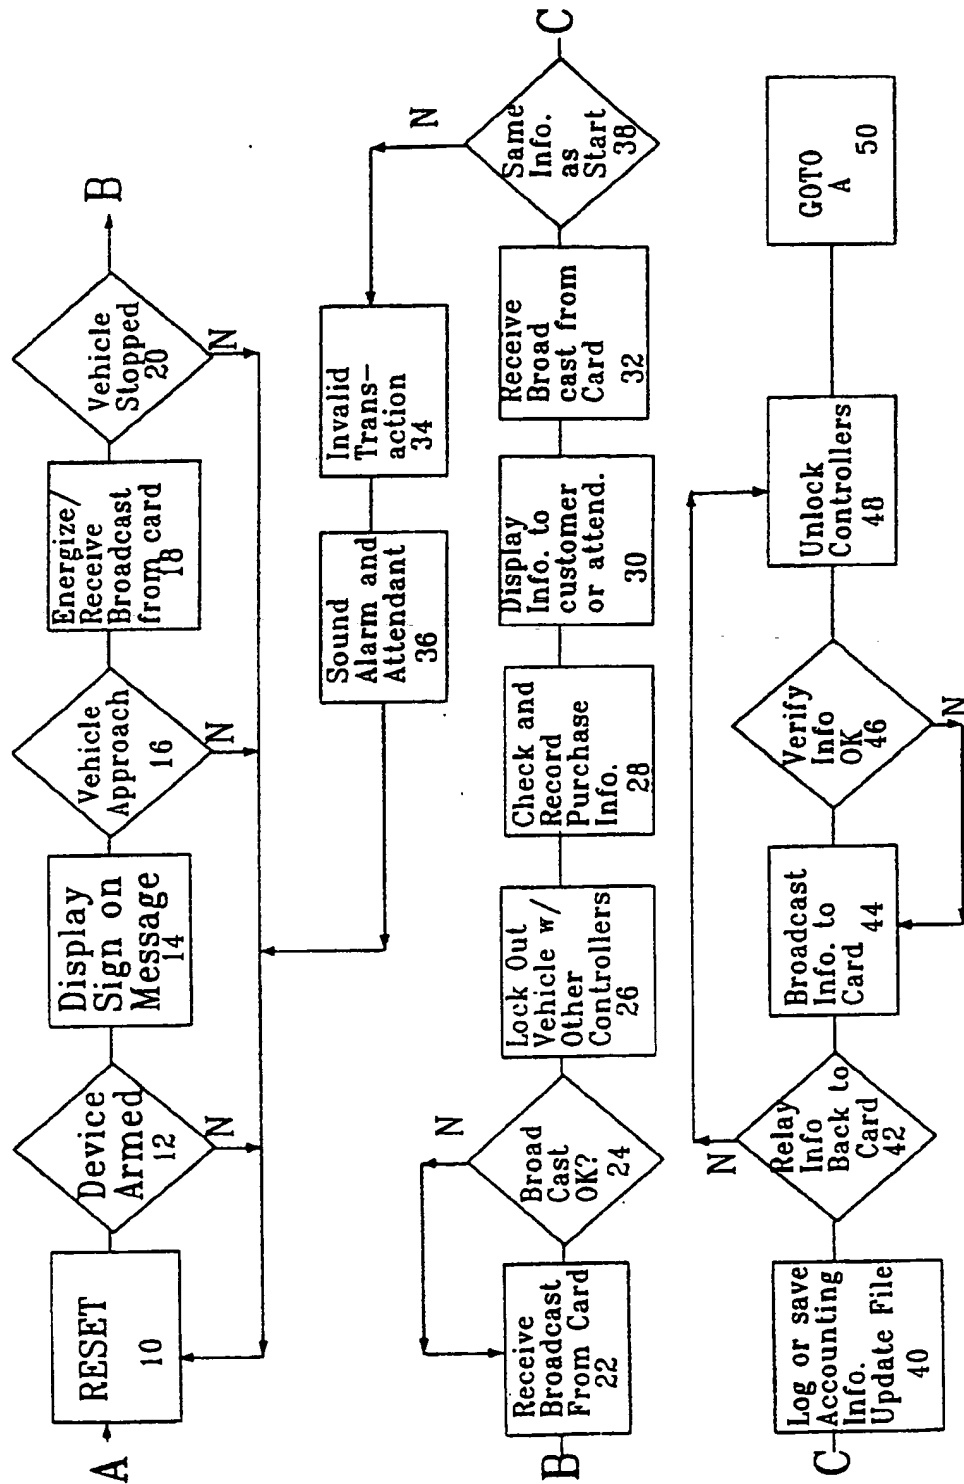 A
RESET
10
Device
Armed
12
N
Display
Sign on
Message
14
Vehicle
Approach
16
N
Energize/
Receive
Broadcast
from card
18
Vehicle
Stopped
20
N
B
Sound
Alarm and
Attendant
36
Invalid
Trans-
action
34
B
Receive
Broadcast
From Card
22
Broad
Cast
OK?
24
N
Lock Out
Vehicle w/
Other
Controllers
26
Check and
Record
Purchase
Info.
28
Display
Info. to
customer
or attend.
30
Receive
Broad
cast from
Card
32
Same
Info.
as
Start
38
N
C
C
Log or save
Accounting
Info.
Update File
40
Relay
Info
Back to
Card
42
N
Broadcast
Info. to
Card
44
Verify
Info
OK
46
N
Unlock
Controllers
48
GOTO
A
50